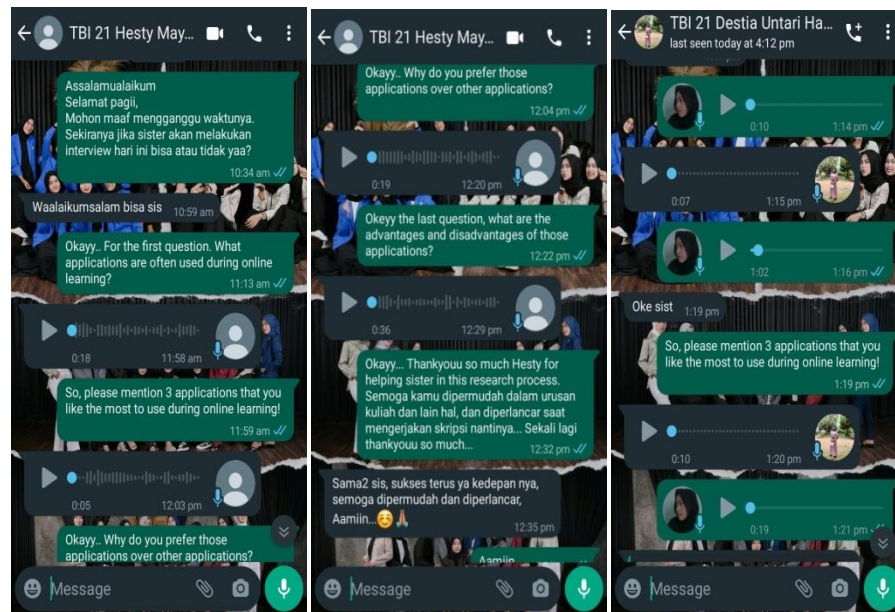 TBI 21 Hesty May...
Assalamualaikum
Selamat pagii,
Mohon maaf mengganggu waktunya.
Sekiranya jika sister akan melakukan
interview hari ini bisa atau tidak yaa?
10:34 am
Waalaikumsalam bisa sis 10:59 am
Okayy.. For the first question. What
applications are often used during online
learning?
11:13 am
0:18 11:58 am
So, please mention 3 applications that you
like the most to use during online learning!
11:59 am
0:05 12:03 pm
Okayy.. Why do you prefer those
applications over other applications?
Message
TBI 21 Hesty May...
Okayy.. Why do you prefer those
applications over other applications?
12:04 pm
0:19 12:20 pm
Okeyy the last question, what are the
advantages and disadvantages of those
applications?
12:22 pm
0:36 12:29 pm
Okayy... Thankyouu so much Hesty for
helping sister in this research process.
Semoga kamu dipermudah dalam urusan
kuliah dan lain hal, dan diperlancar saat
mengerjakan skripsi nantinya... Sekali lagi
thankyouu so much...
12:32 pm
Sama2 sis, sukses terus ya kedepan nya,
semoga dipermudah dan diperlancar,
Aamiin...☺️🙏
12:35 pm
Aamiin
Message
TBI 21 Destia Untari Ha...
last seen today at 4:12 pm
0:10 1:14 pm
0:07 1:15 pm
1:02 1:16 pm
Oke sist 1:19 pm
So, please mention 3 applications that you
like the most to use during online learning!
1:19 pm
0:10 1:20 pm
0:19 1:21 pm
Message